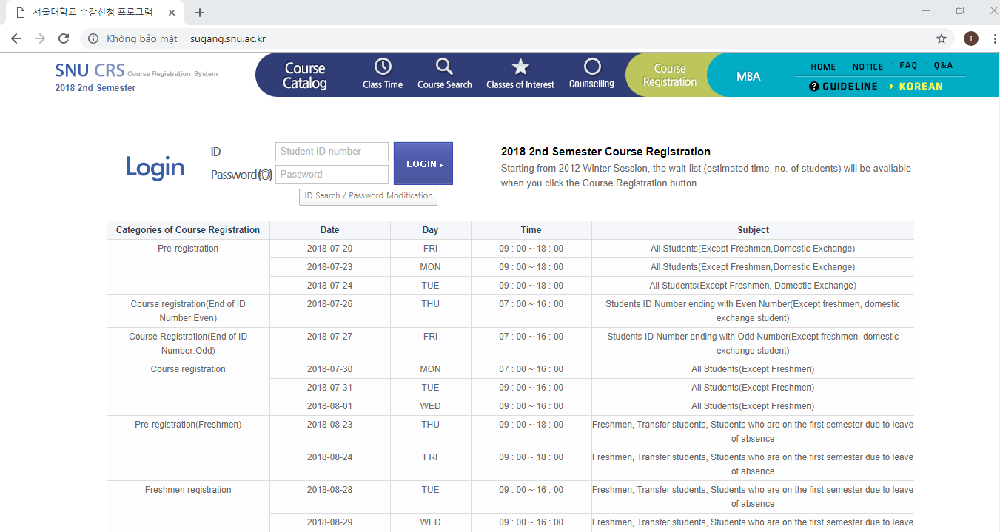 서울대학교 수강신청 프로그램
Không bảo mật
sugang.snu.ac.kr
T
SNU CRS Course Registration System
2018 2nd Semester
Course Catalog
Class Time
Course Search
Classes of Interest
Counselling
Course Registration
MBA
HOME NOTICE FAQ Q&A
? GUIDELINE KOREAN
Login
ID
Student ID number
Password
Password
LOGIN
ID Search / Password Modification
2018 2nd Semester Course Registration
Starting from 2012 Winter Session, the wait-list (estimated time, no. of students) will be available
when you click the Course Registration button.
Categories of Course Registration Date Day Time Subject
Pre-registration 2018-07-20 FRI 09 : 00 ~ 18 : 00 All Students(Except Freshmen,Domestic Exchange)
2018-07-23 MON 09 : 00 ~ 18 : 00 All Students(Except Freshmen,Domestic Exchange)
2018-07-24 TUE 09 : 00 ~ 18 : 00 All Students(Except Freshmen, Domestic Exchange)
Course registration(End of ID 2018-07-26 THU 07 : 00 ~ 16 : 00 Students ID Number ending with Even Number(Except freshmen, domestic
Number:Even) exchange student)
Course Registration(End of ID 2018-07-27 FRI 07 : 00 ~ 16 : 00 Students ID Number ending with Odd Number(Except freshmen, domestic
Number:Odd) exchange student)
Course registration 2018-07-30 MON 07 : 00 ~ 16 : 00 All Students(Except Freshmen)
2018-07-31 TUE 09 : 00 ~ 16 : 00 All Students(Except Freshmen)
2018-08-01 WED 09 : 00 ~ 16 : 00 All Students(Except Freshmen)
Pre-registration(Freshmen) 2018-08-23 THU 09 : 00 ~ 18 : 00 Freshmen, Transfer students, Students who are on the first semester due to leave
of absence
2018-08-24 FRI 09 : 00 ~ 18 : 00 Freshmen, Transfer students, Students who are on the first semester due to leave
of absence
Freshmen registration 2018-08-28 TUE 09 : 00 ~ 16 : 00 Freshmen, Transfer students, Students who are on the first semester due to leave
of absence
2018-08-29 WED 09 : 00 ~ 16 : 00 Freshmen, Transfer students, Students who are on the first semester due to leave